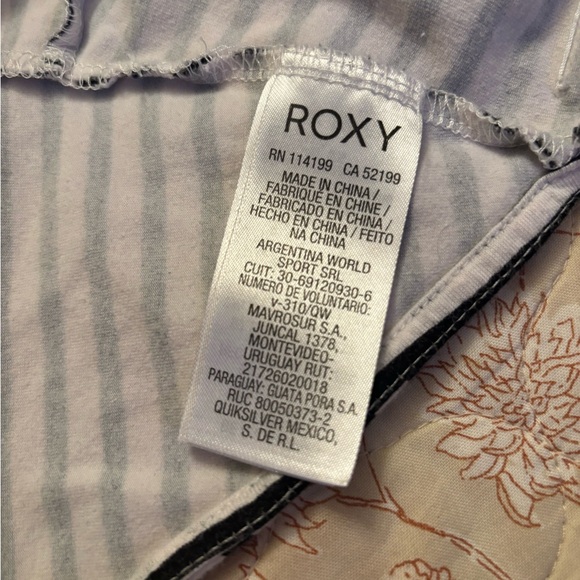 ROXY
RN 114199 CA 52199
MADE IN CHINA /
FABRIQUÉ EN CHINE /
FABRICADO EN CHINA /
HECHO EN CHINA / FEITO
NA CHINA
ARGENTINA WORLD
SPORT SRL
CUIT: 30-69120930-6
NÚMERO DE VOLUNTARIO:
v-310/QW
MAVROSUR S.A.,
JUNCAL 1378,
MONTEVIDEO-
URUGUAY RUT:
21726020018
PARAGUAY: GUATA PORA S.A.
RUC 80050373-2
QUIKSILVER MEXICO,
S. DE R.L.